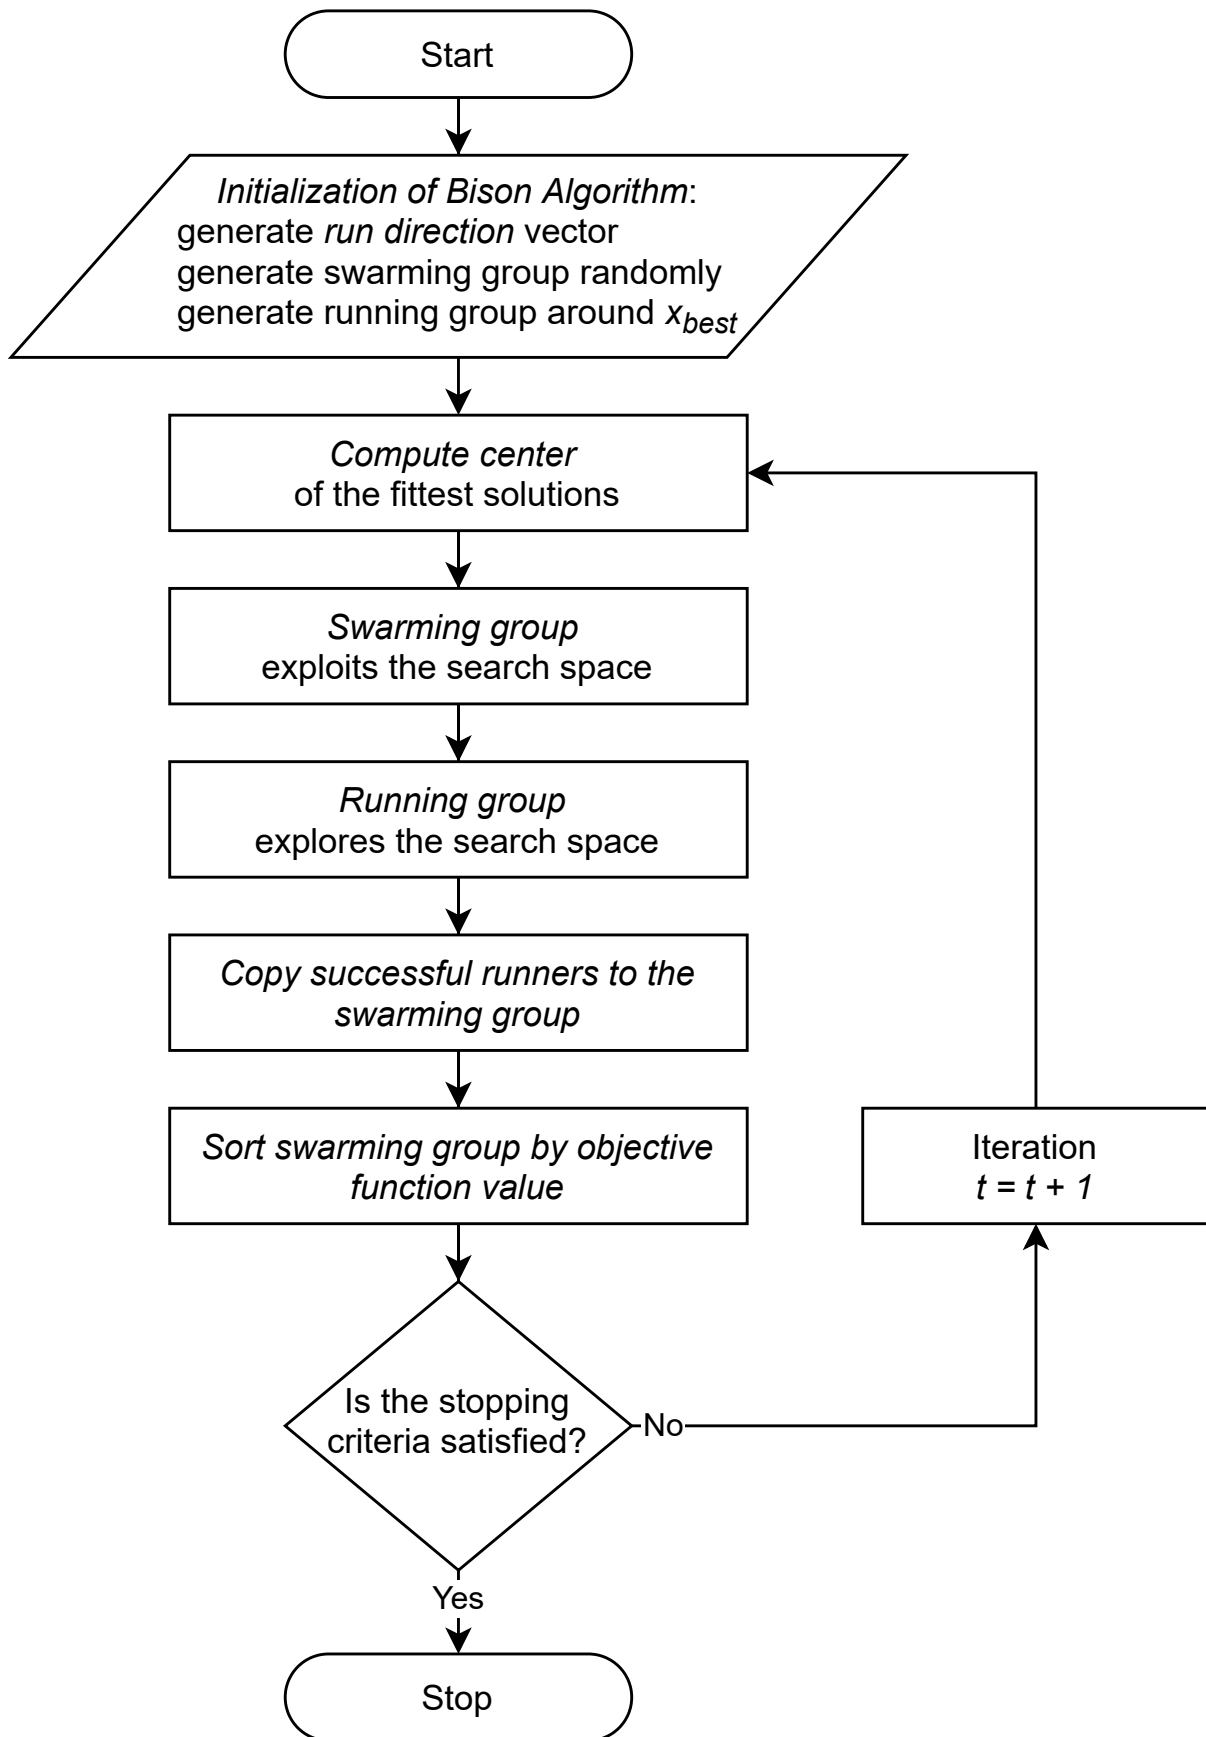 Start
Initialization of Bison Algorithm:
generate run direction vector
generate swarming group randomly
generate running group around x_best
Compute center
of the fittest solutions
Swarming group
exploits the search space
Running group
explores the search space
Copy successful runners to the
swarming group
Sort swarming group by objective
function value
Iteration
t = t + 1
Is the stopping
criteria satisfied?
No
Yes
Stop